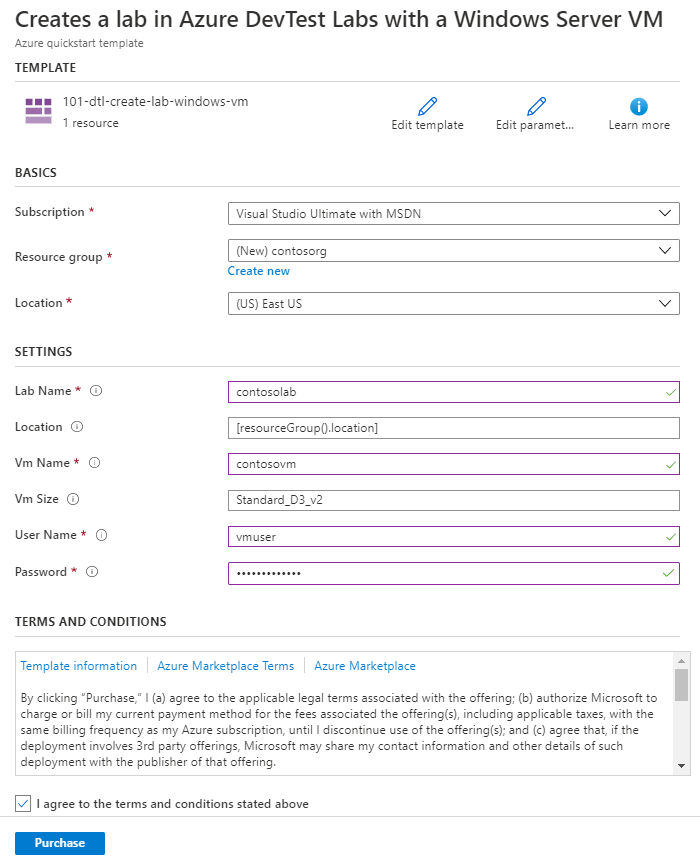 Creates a lab in Azure DevTest Labs with a Windows Server VM
Azure quickstart template
TEMPLATE
101-dtl-create-lab-windows-vm
1 resource
Edit template
Edit paramet...
Learn more
BASICS
Subscription *
Visual Studio Ultimate with MSDN
Resource group *
(New) contosorg
Create new
Location *
(US) East US
SETTINGS
Lab Name *
contosolab
Location
[resourceGroup().location]
Vm Name *
contosovm
Vm Size
Standard_D3_v2
User Name *
vmuser
Password *
•••••••••••••
TERMS AND CONDITIONS
Template information | Azure Marketplace Terms | Azure Marketplace
By clicking “Purchase,” I (a) agree to the applicable legal terms associated with the offering; (b) authorize Microsoft to
charge or bill my current payment method for the fees associated the offering(s), including applicable taxes, with the
same billing frequency as my Azure subscription, until I discontinue use of the offering(s); and (c) agree that, if the
deployment involves 3rd party offerings, Microsoft may share my contact information and other details of such
deployment with the publisher of that offering.
I agree to the terms and conditions stated above
Purchase